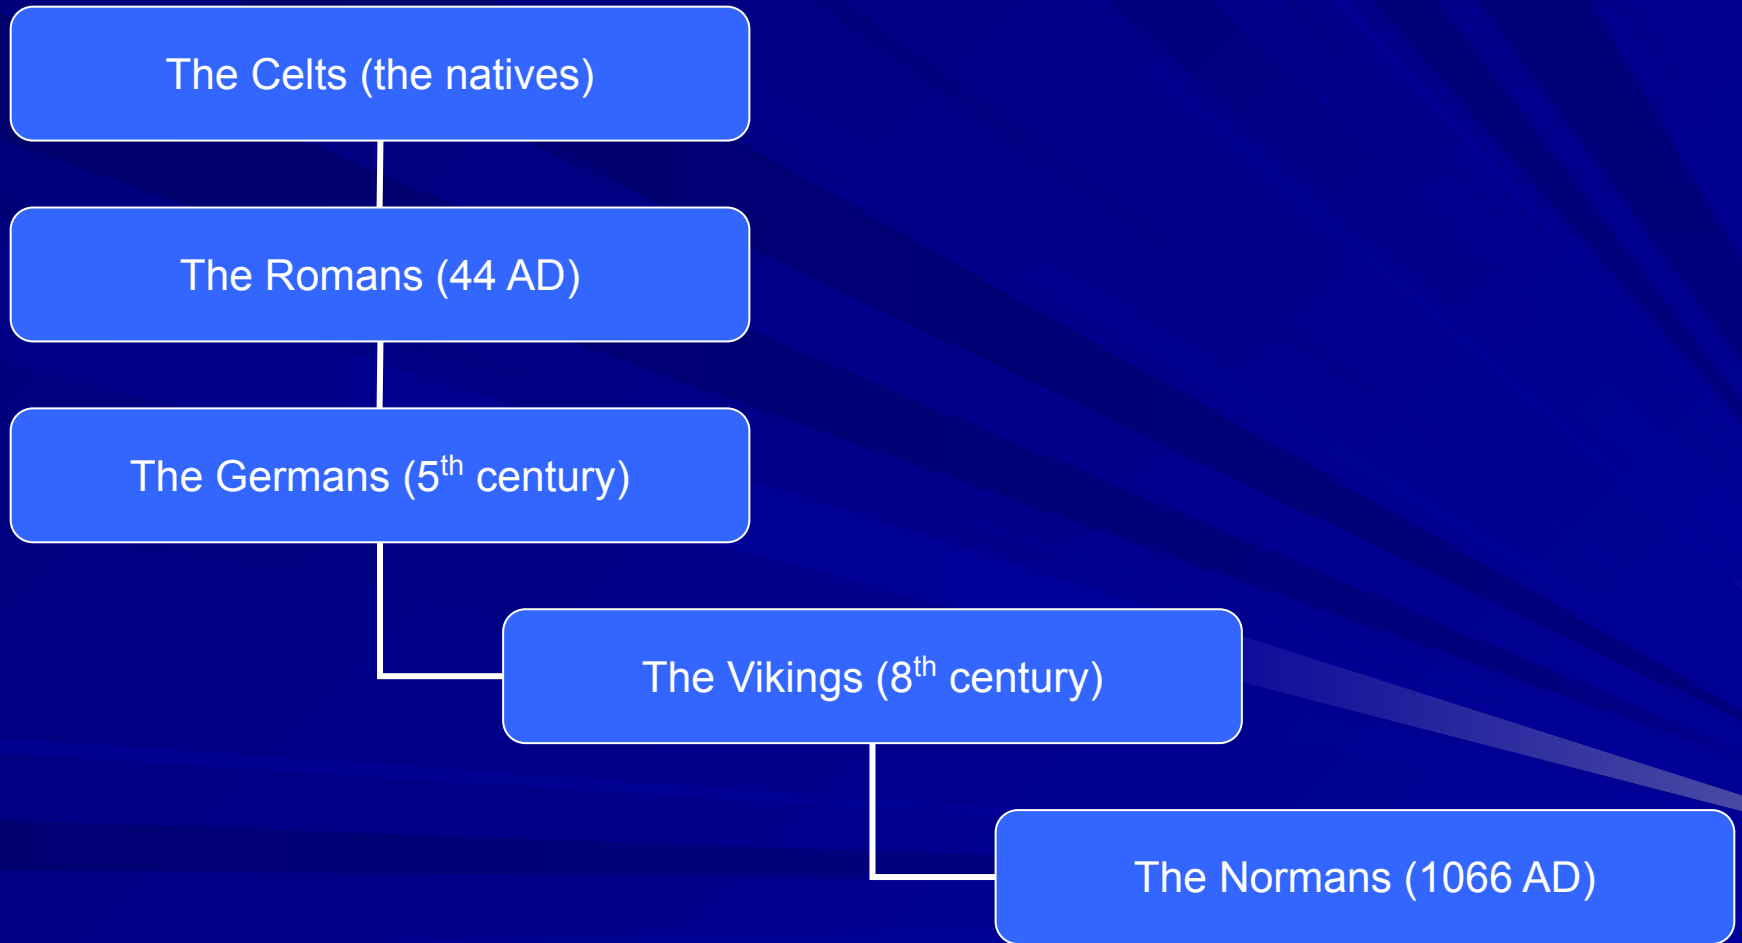 The Celts (the natives)
The Romans (44 AD)
The Germans (5th century)
The Vikings (8th century)
The Normans (1066 AD)